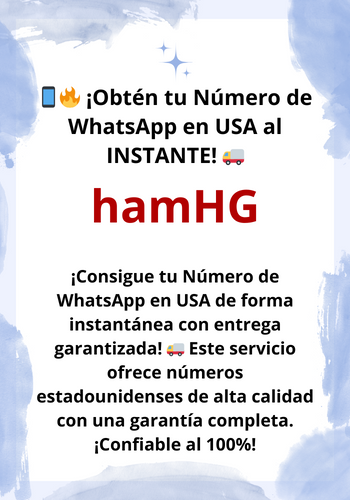 📱🔥 ¡Obtén tu Número de
WhatsApp en USA al
INSTANTE! 🚚
hamHG
¡Consigue tu Número de
WhatsApp en USA de forma
instantánea con entrega
garantizada! 🚚 Este servicio
ofrece números
estadounidenses de alta calidad
con una garantía completa.
¡Confiable al 100%!